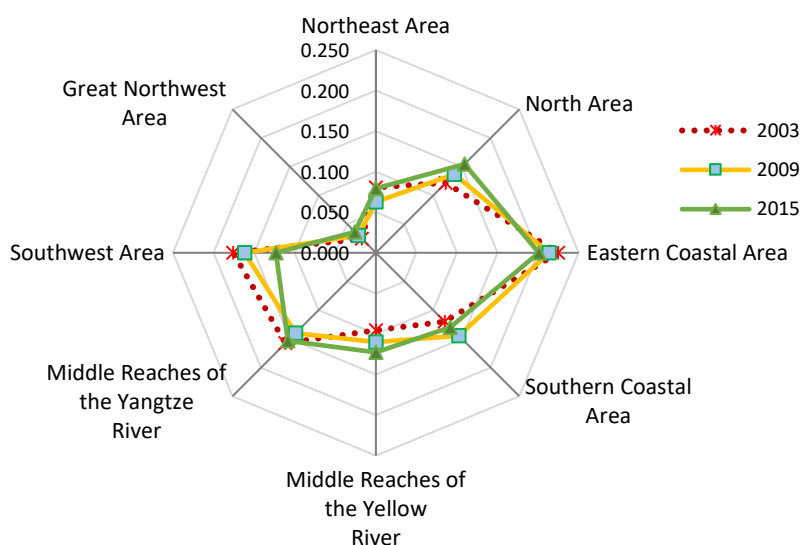 Northeast Area
0.250
0.200
0.150
0.100
0.050
0.000
North Area
Eastern Coastal Area
Southern Coastal
Area
Middle Reaches of
the Yellow
River
Middle Reaches of
the Yangtze
River
Southwest Area
Great Northwest
Area
2003
2009
2015